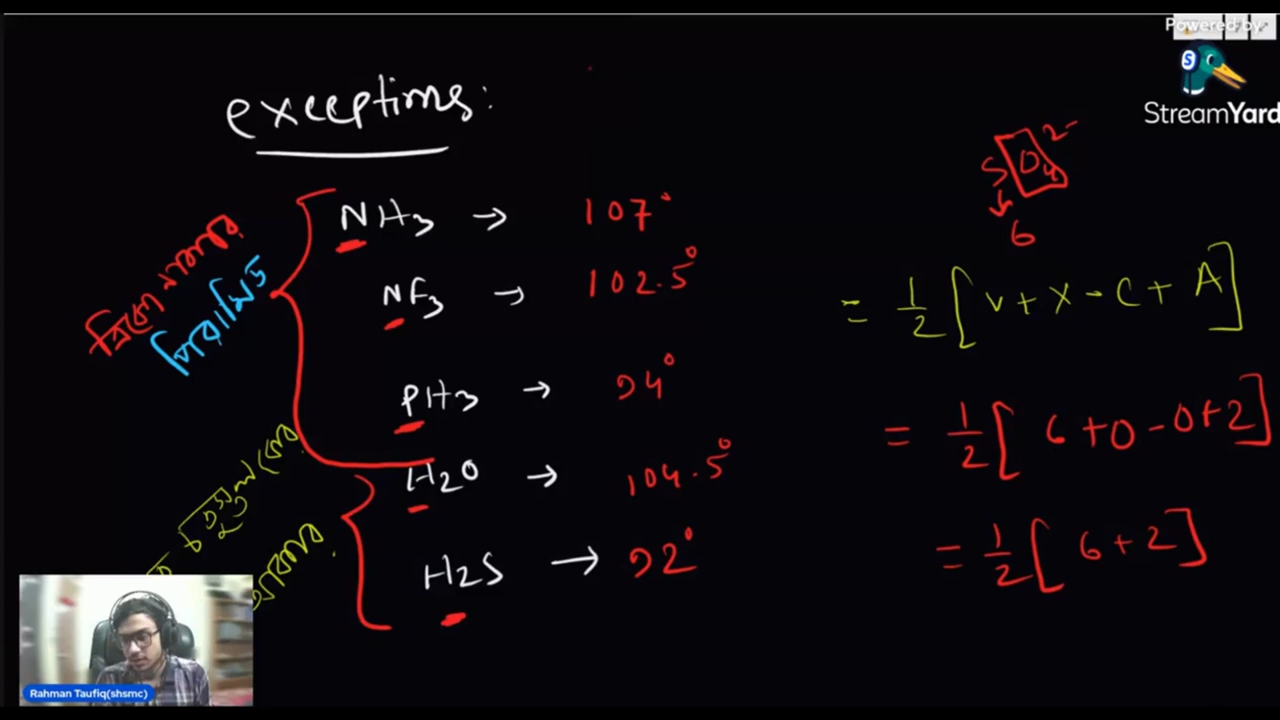 Powered by
StreamYard
exceptions:
NH3 → 107°
NF3 → 102.5°
PH3 → 94°
H2O → 104.5°
H2S → 92°
পিরামিড
SO4 2-
6
= 1/2 [V + X - C + A]
= 1/2 [6 + 0 - 0 + 2]
= 1/2 [6 + 2]
Rahman Taufiq(shsmc)